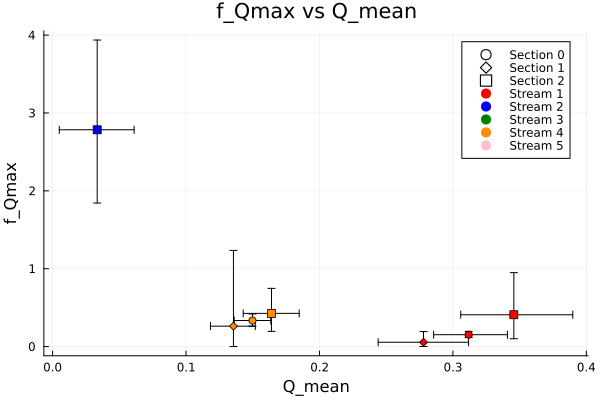 f_Qmax vs Q_mean
Section 0
Section 1
Section 2
Stream 1
Stream 2
Stream 3
Stream 4
Stream 5
f_Qmax
4
3
2
1
0
0.0 0.1 0.2 0.3 0.4
Q_mean